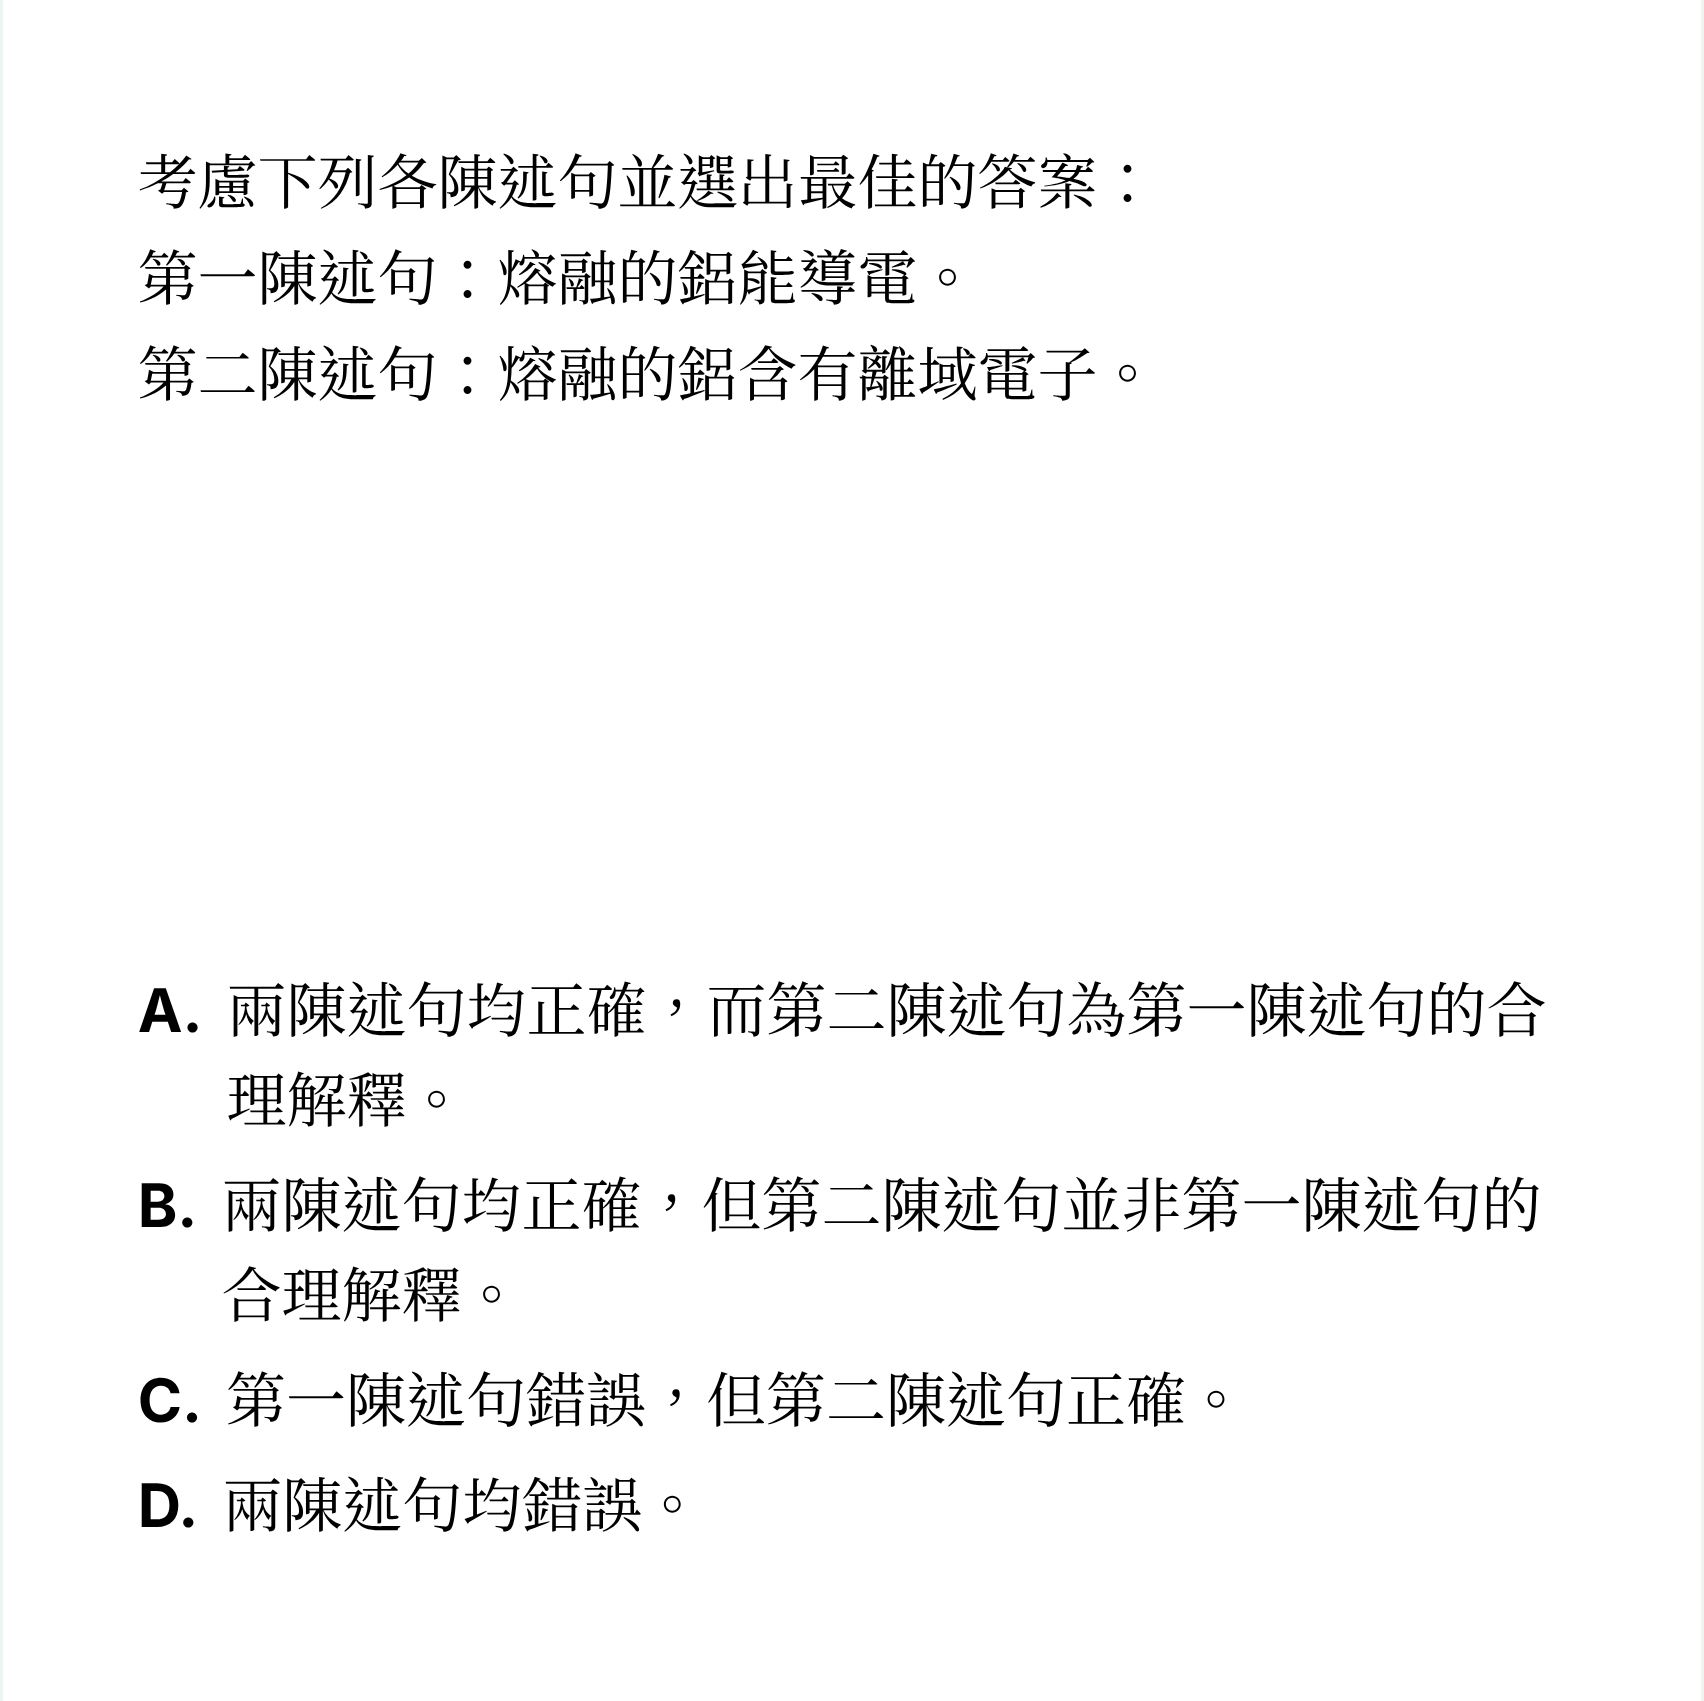 考慮下列各陳述句並選出最佳的答案：
第一陳述句：熔融的鋁能導電。
第二陳述句：熔融的鋁含有離域電子。
A. 兩陳述句均正確，而第二陳述句為第一陳述句的合
理解釋。
B. 兩陳述句均正確，但第二陳述句並非第一陳述句的
合理解釋。
C. 第一陳述句錯誤，但第二陳述句正確。
D. 兩陳述句均錯誤。